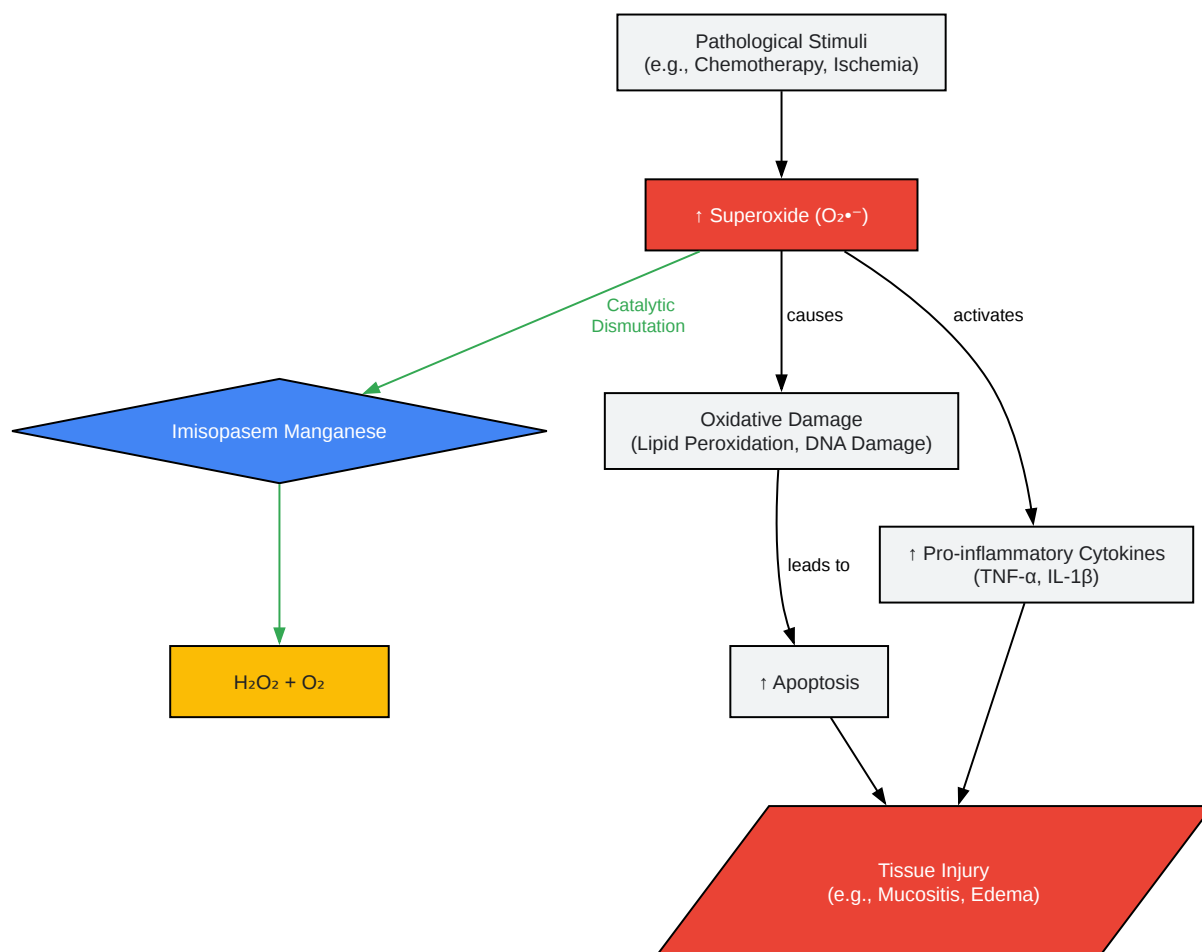 Pathological Stimuli
(e.g., Chemotherapy, Ischemia)
↑ Superoxide (O₂•⁻)
Catalytic
Dismutation
causes
activates
Imisopasem Manganese
Oxidative Damage
(Lipid Peroxidation, DNA Damage)
↑ Pro-inflammatory Cytokines
(TNF-α, IL-1β)
leads to
H₂O₂ + O₂
↑ Apoptosis
Tissue Injury
(e.g., Mucositis, Edema)